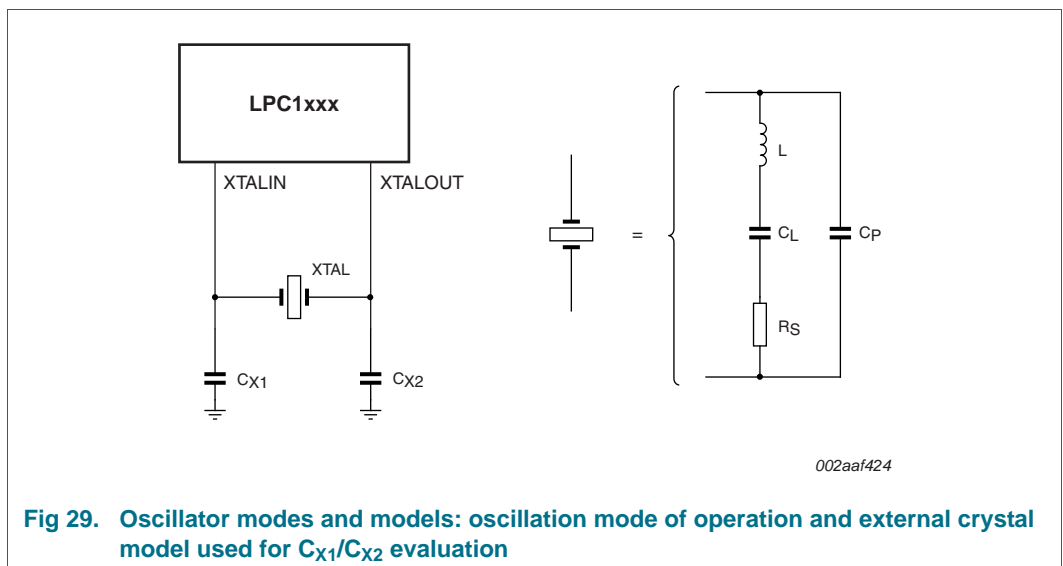 LPC1xxx
XTALIN
XTALOUT
XTAL
CX1
CX2
=
L
CL
CP
RS
002aaf424
Fig 29. Oscillator modes and models: oscillation mode of operation and external crystal
model used for CX1/CX2 evaluation